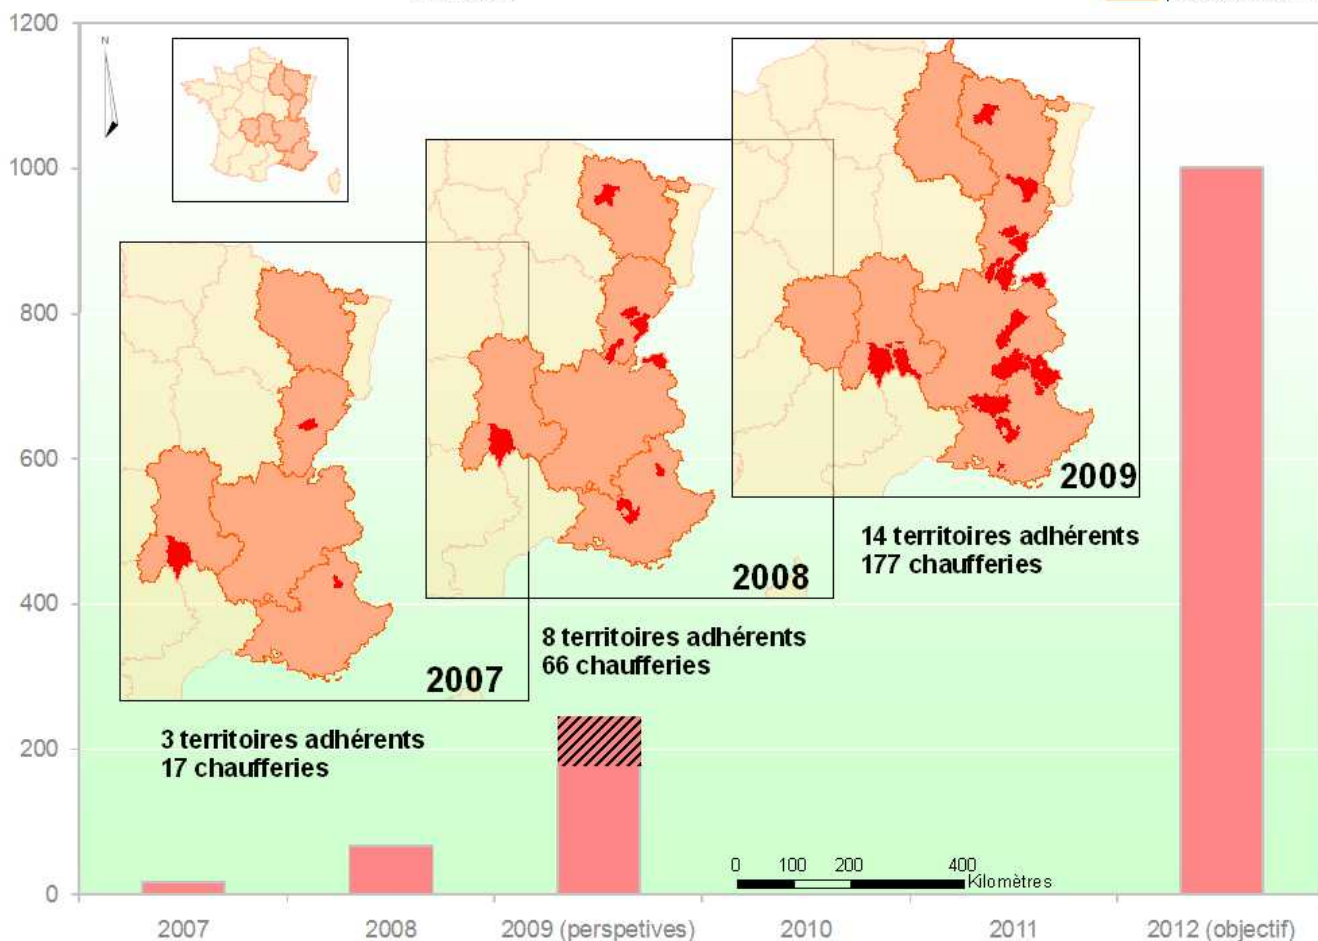 1200
1000
800
600
400
200
0
N
2007
3 territoires adhérents
17 chaufferies
2008
8 territoires adhérents
66 chaufferies
2009
14 territoires adhérents
177 chaufferies
0 100 200 400
Kilomètres
2007 2008 2009 (perspetives) 2010 2011 2012 (objectif)